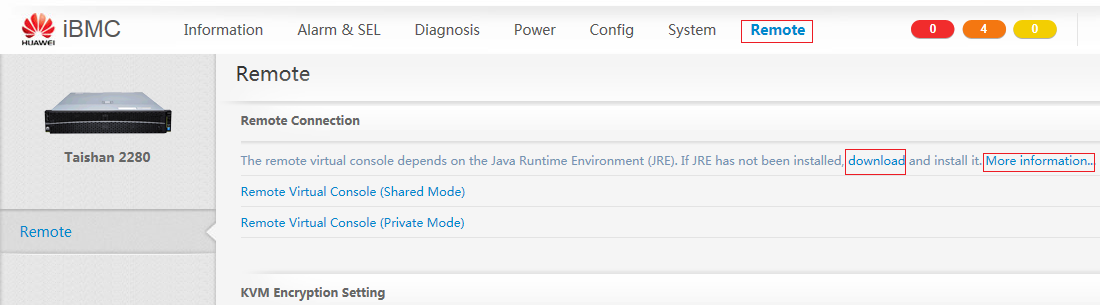 HUAWEI iBMC Information Alarm & SEL Diagnosis Power Config System Remote 0 4 0
Remote
Remote Connection
Taishan 2280
The remote virtual console depends on the Java Runtime Environment (JRE). If JRE has not been installed, download and install it. More information...
Remote Virtual Console (Shared Mode)
Remote Virtual Console (Private Mode)
Remote
KVM Encryption Setting